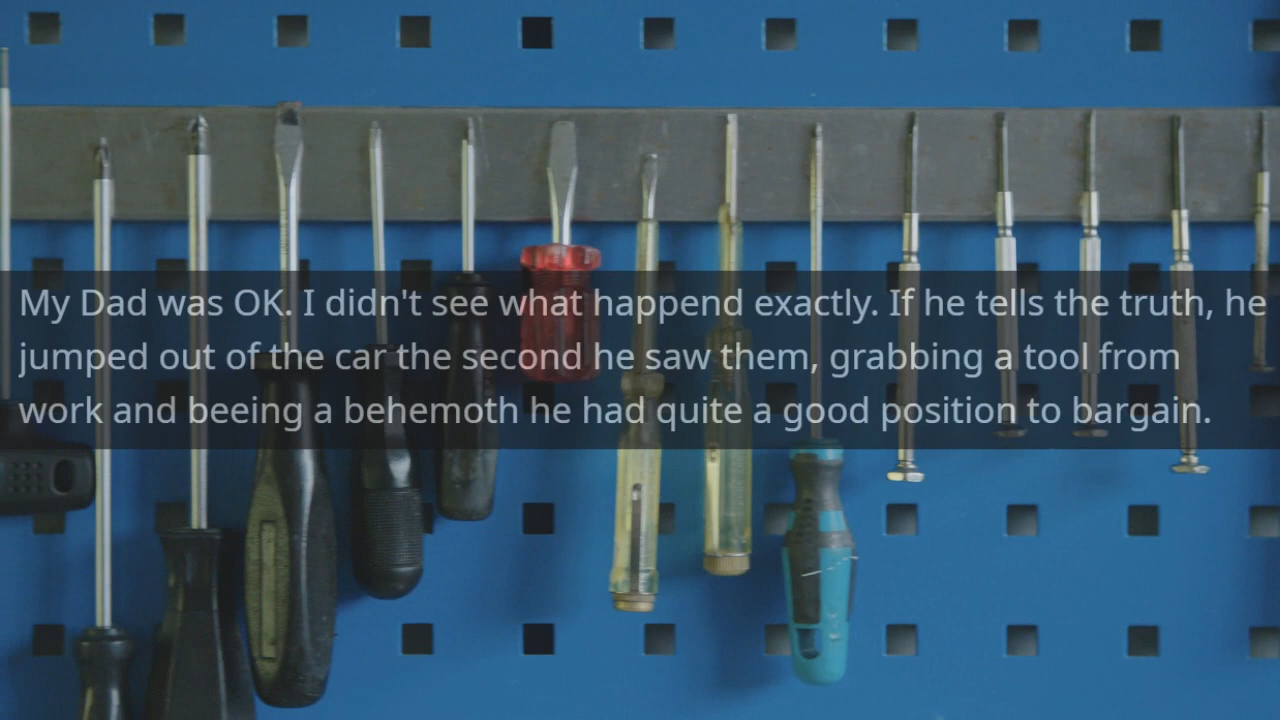 My Dad was OK. I didn't see what happend exactly. If he tells the truth, he
jumped out of the car the second he saw them, grabbing a tool from
work and beeing a behemoth he had quite a good position to bargain.